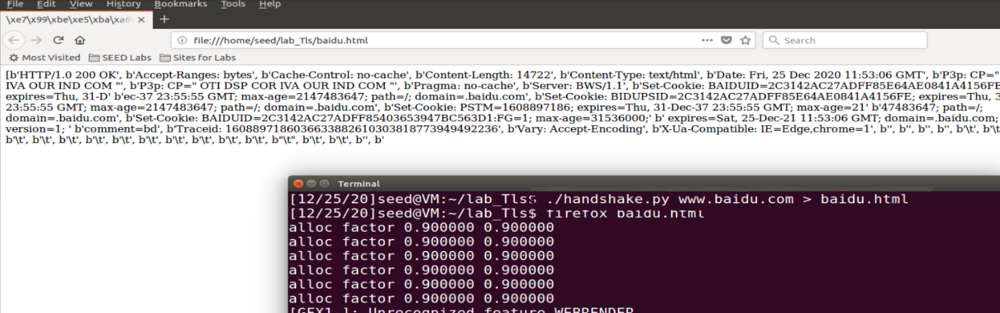 File Edit View History Bookmarks Tools Help
\xe7\x99\xbe\xe5\xba\xa6\
file:///home/seed/lab_Tls/baidu.html
Search
Most Visited SEED Labs Sites for Labs
[b'HTTP/1.0 200 OK', b'Accept-Ranges: bytes', b'Cache-Control: no-cache', b'Content-Length: 14722', b'Content-Type: text/html', b'Date: Fri, 25 Dec 2020 11:53:06 GMT', b'P3p: CP="
IVA OUR IND COM "', b'P3p: CP=" OTI DSP COR IVA OUR IND COM "', b'Pragma: no-cache', b'Server: BWS/1.1', b'Set-Cookie: BAIDUID=2C3142AC27ADFF85E64AE0841A4156FE
expires=Thu, 31-D' b'ec-37 23:55:55 GMT; max-age=2147483647; path=/; domain=.baidu.com', b'Set-Cookie: BIDUPSID=2C3142AC27ADFF85E64AE0841A4156FE; expires=Thu, 3
23:55:55 GMT; max-age=2147483647; path=/; domain=.baidu.com', b'Set-Cookie: PSTM=1608897186; expires=Thu, 31-Dec-37 23:55:55 GMT; max-age=21' b'47483647; path=/;
domain=.baidu.com', b'Set-Cookie: BAIDUID=2C3142AC27ADFF85403653947BC563D1:FG=1; max-age=31536000;' b' expires=Sat, 25-Dec-21 11:53:06 GMT; domain=.baidu.com;
version=1; ' b'comment=bd', b'Traceid: 1608897186036633882610303818773949492236', b'Vary: Accept-Encoding', b'X-Ua-Compatible: IE=Edge,chrome=1', b'', b'', b'', b'', b'\t', b'\t
b'\t', b'\t', b'\t', b'\t', b'\t', b'\t', b'\t', b'\t', b'\t', b'\t', b"\t", b'\t', b'\t', b'', b'
Terminal
[12/25/20]seed@VM:~/lab_Tls$ ./handshake.py www.baidu.com > baidu.html
[12/25/20]seed@VM:~/lab_Tls$ firefox baidu.html
alloc factor 0.900000 0.900000
alloc factor 0.900000 0.900000
alloc factor 0.900000 0.900000
alloc factor 0.900000 0.900000
alloc factor 0.900000 0.900000
alloc factor 0.900000 0.900000
[GFX1-]: Unrecognized feature WEBRENDER